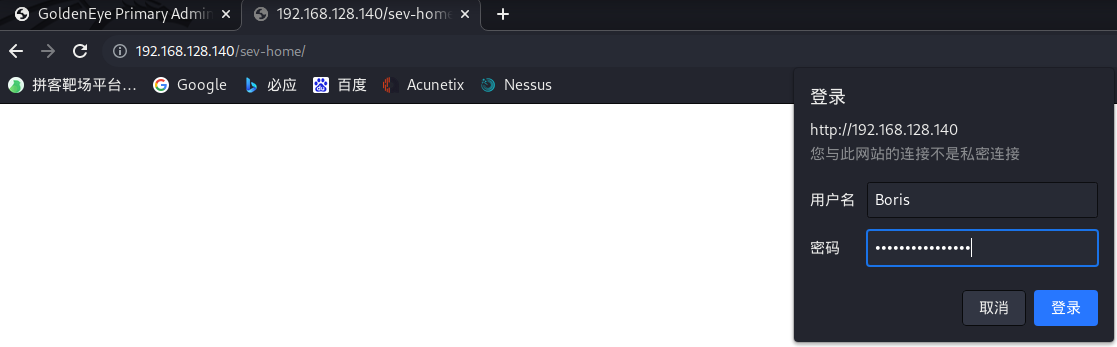 GoldenEye Primary Admin
192.168.128.140/sev-home
192.168.128.140/sev-home/
拼客靶场平台… Google 必应 百度 Acunetix Nessus
登录
http://192.168.128.140
您与此网站的连接不是私密连接
用户名 Boris
密码 ••••••••••••••••
取消 登录